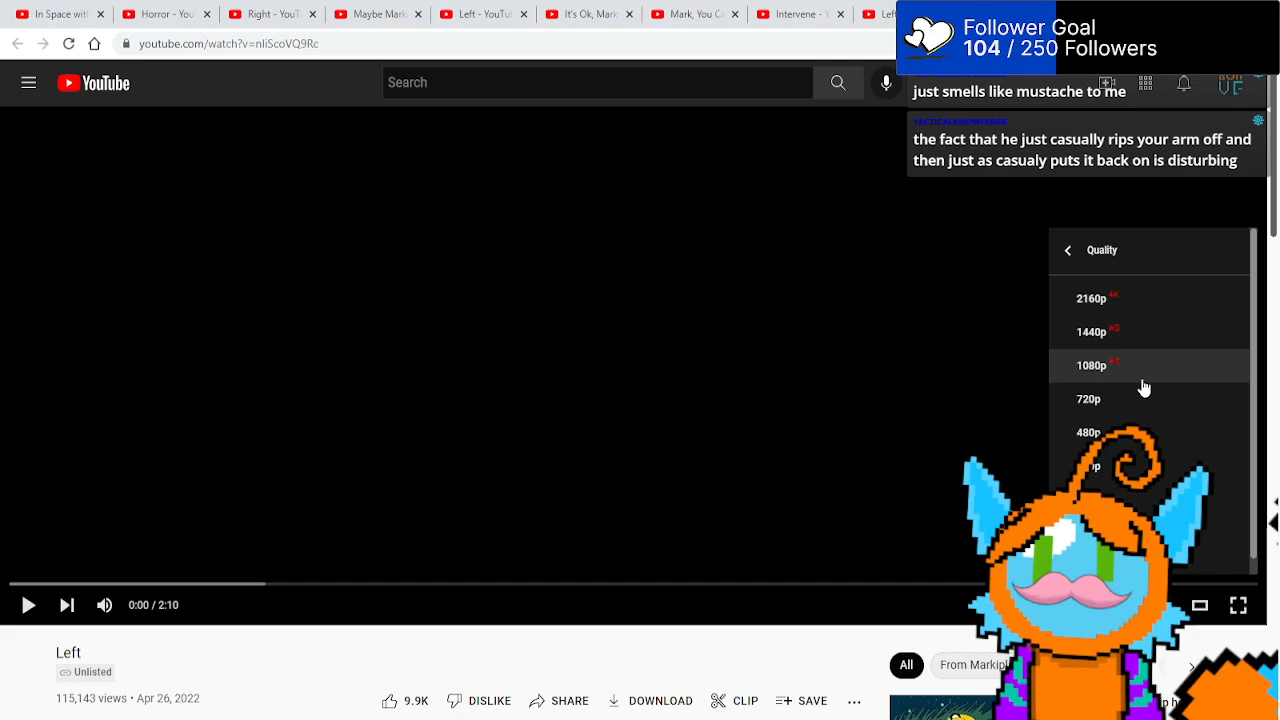 In Space with
Horror - You
Right - YouT
Maybe Mark
Left - YouTu
It's Ok, Mark
Mark, You Ca
Intervene - Y
Left
Follower Goal
104 / 250 Followers
youtube.com/watch?v=nliScoVQ9Rc
YouTube
Search
just smells like mustache to me
TACTICALKNOWLEDGE
the fact that he just casually rips your arm off and
then just as casualy puts it back on is disturbing
Quality
2160p 4K
1440p HD
1080p HD
720p
480p
0:00 / 2:10
Left
Unlisted
115,143 views • Apr 26, 2022
9.9K
DISLIKE
SHARE
DOWNLOAD
CLIP
SAVE
All
From Markipl